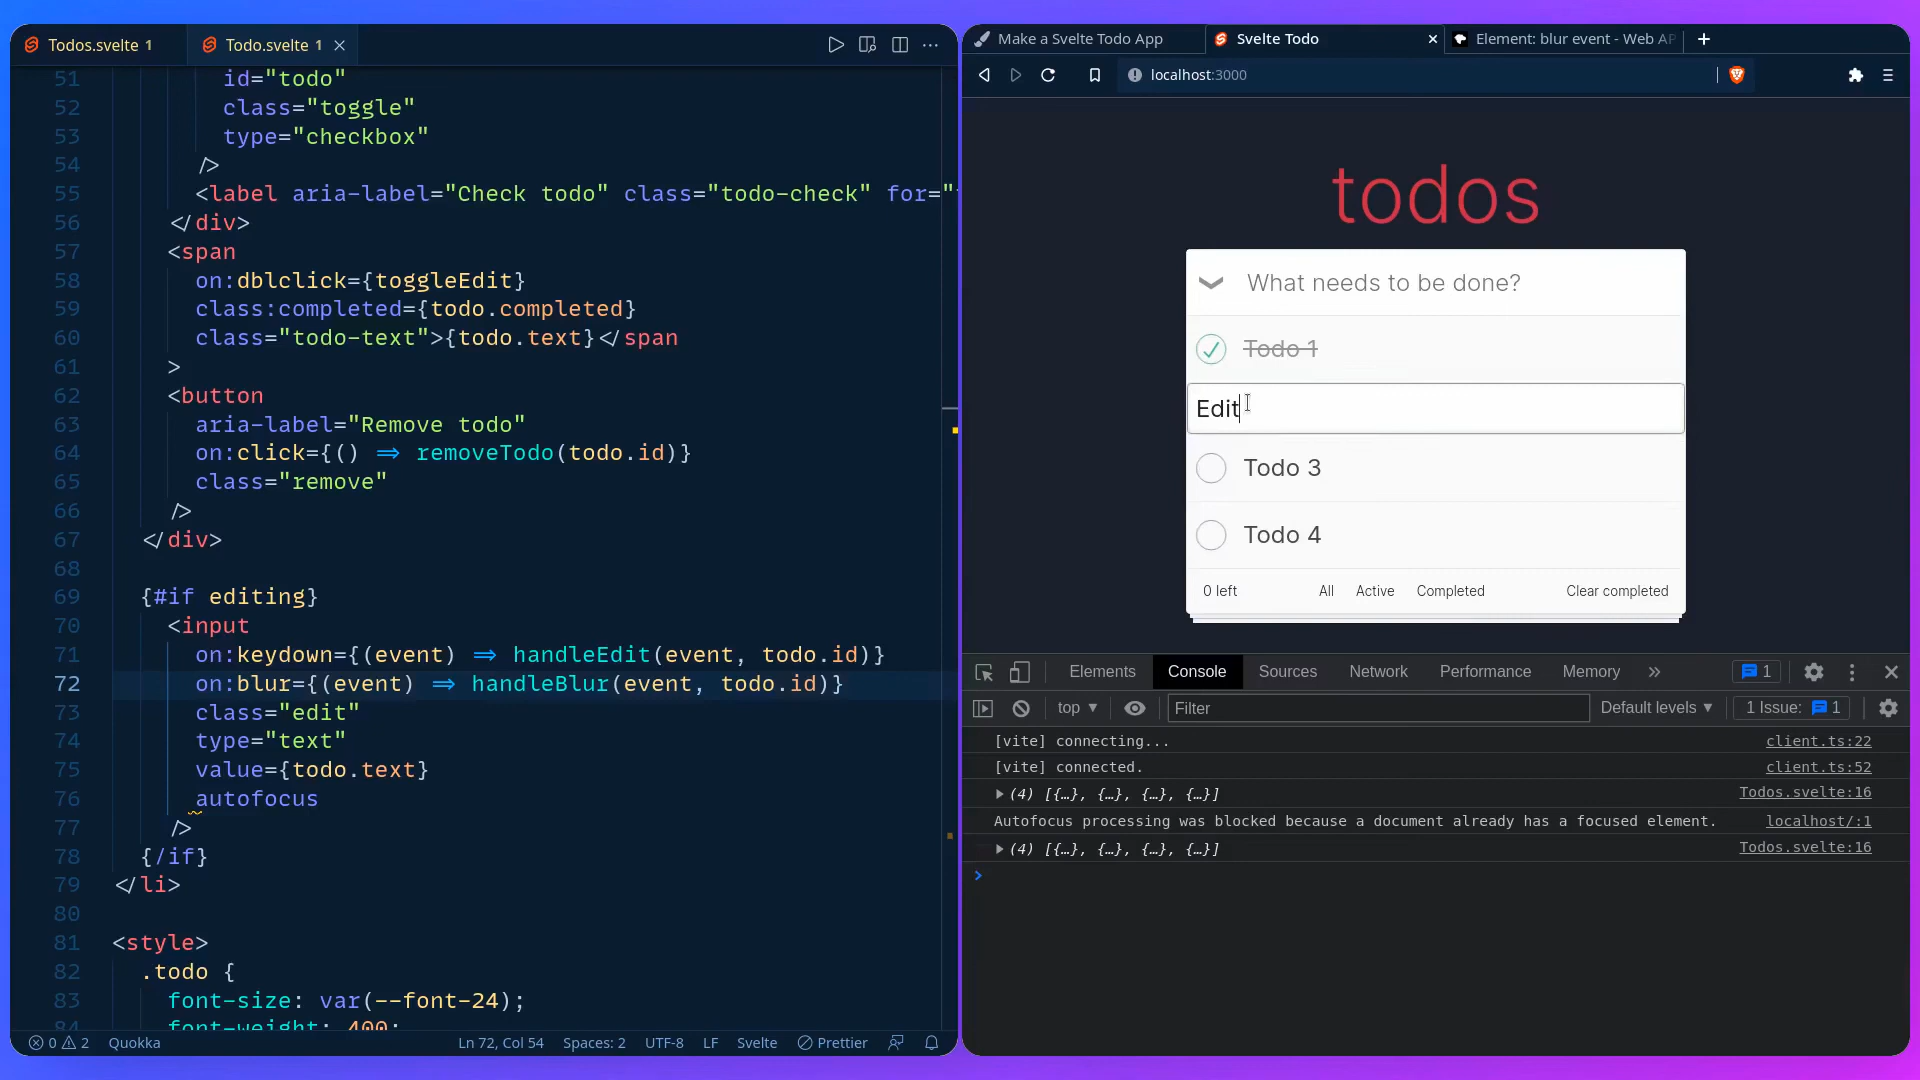 Todos.svelte 1
Todo.svelte 1
51 id="todo"
52 class="toggle"
53 type="checkbox"
54 />
55 <label aria-label="Check todo" class="todo-check" for="
56 </div>
57 <span
58 on:dblclick={toggleEdit}
59 class:completed={todo.completed}
60 class="todo-text">{todo.text}</span
61 >
62 <button
63 aria-label="Remove todo"
64 on:click={() => removeTodo(todo.id)}
65 class="remove"
66 />
67 </div>
68
69 {#if editing}
70 <input
71 on:keydown={(event) => handleEdit(event, todo.id)}
72 on:blur={(event) => handleBlur(event, todo.id)}
73 class="edit"
74 type="text"
75 value={todo.text}
76 autofocus
77 />
78 {/if}
79 </li>
80
81 <style>
82 .todo {
83 font-size: var(--font-24);
84 font-weight: 400;
0 2 Quokka Ln 72, Col 54 Spaces: 2 UTF-8 LF Svelte Prettier
Make a Svelte Todo App
Svelte Todo
Element: blur event - Web AP
localhost:3000
todos
What needs to be done?
Todo 1
Edit
Todo 3
Todo 4
0 left All Active Completed Clear completed
Elements Console Sources Network Performance Memory 1
top Filter Default levels 1 Issue: 1
[vite] connecting... client.ts:22
[vite] connected. client.ts:52
(4) [{…}, {…}, {…}, {…}] Todos.svelte:16
Autofocus processing was blocked because a document already has a focused element. localhost/:1
(4) [{…}, {…}, {…}, {…}] Todos.svelte:16